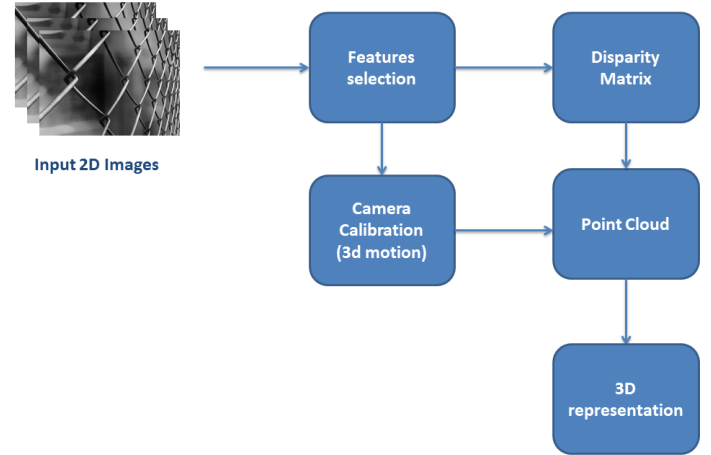 Input 2D Images
Features
selection
Disparity
Matrix
Camera
Calibration
(3d motion)
Point Cloud
3D
representation